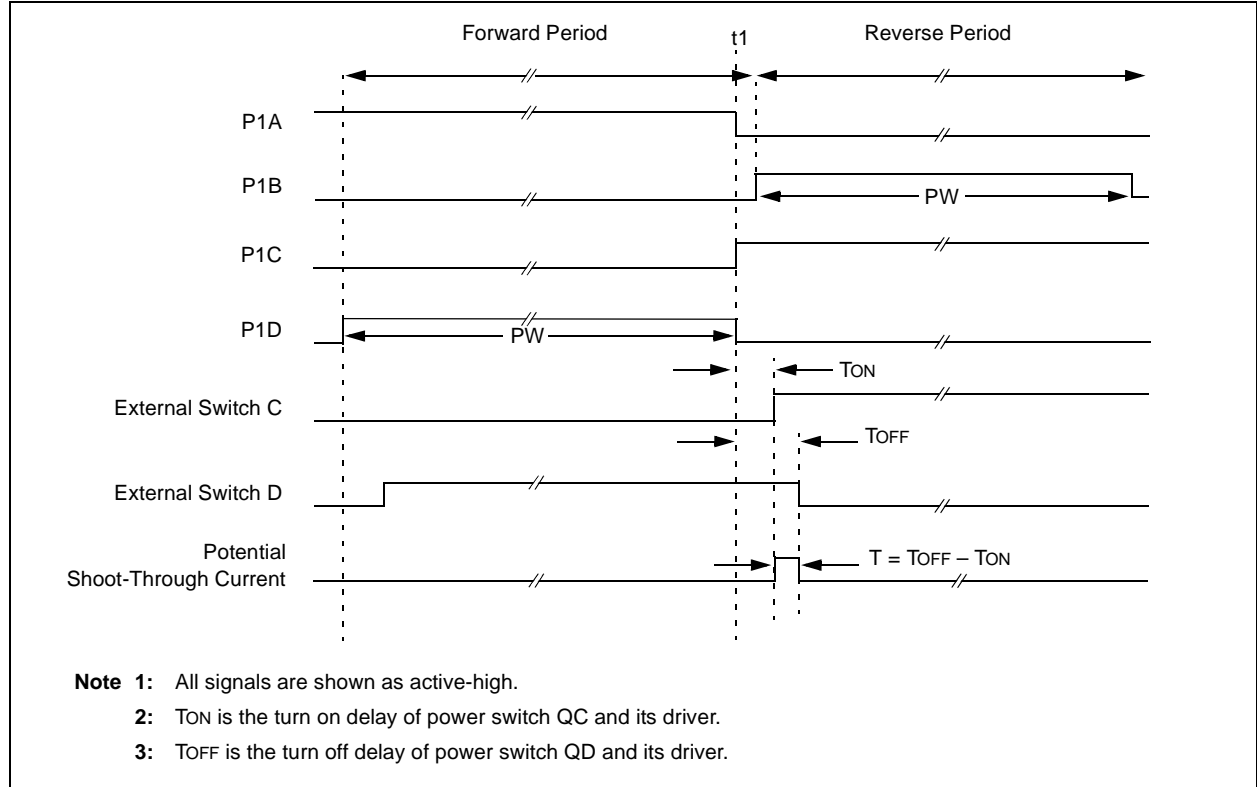 Forward Period
t1
Reverse Period
P1A
P1B
PW
P1C
P1D
PW
TON
External Switch C
TOFF
External Switch D
Potential
Shoot-Through Current
T = TOFF – TON
Note 1: All signals are shown as active-high.
2: TON is the turn on delay of power switch QC and its driver.
3: TOFF is the turn off delay of power switch QD and its driver.